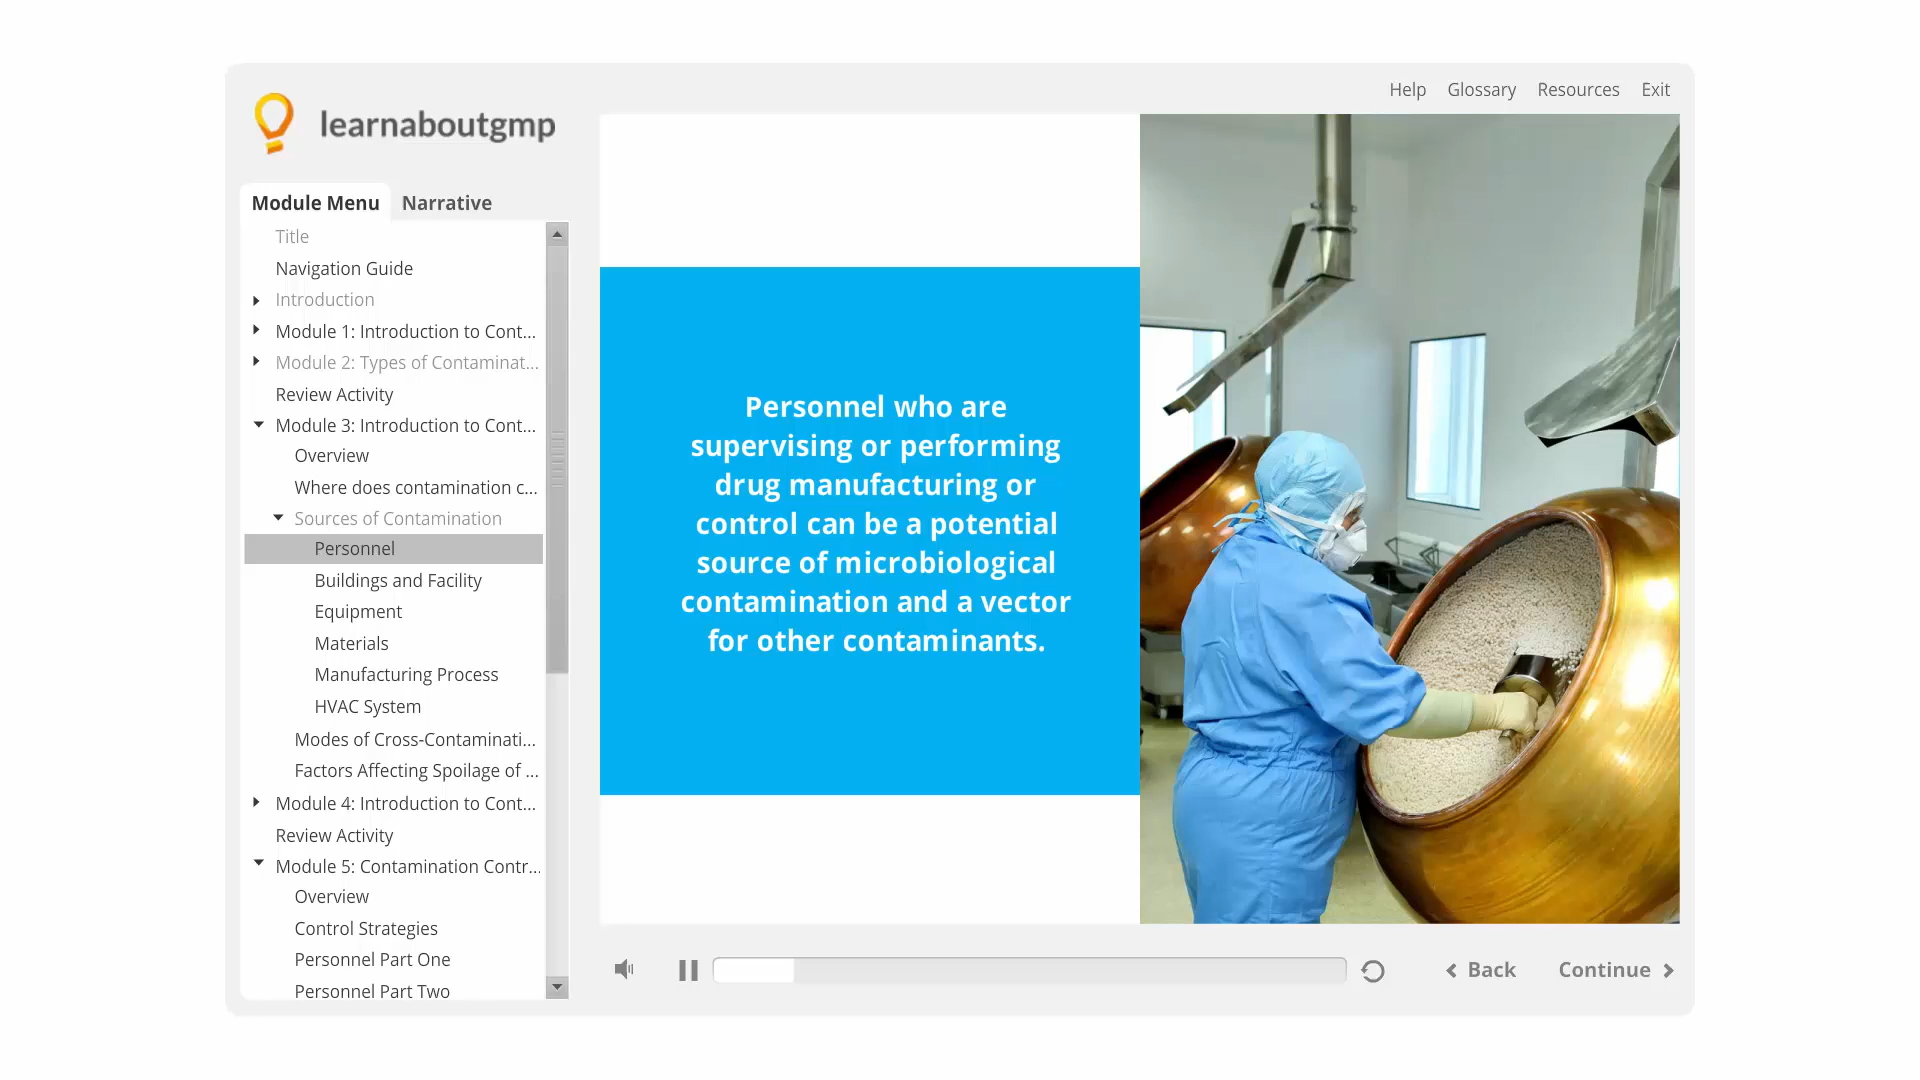 Help Glossary Resources Exit
learnaboutgmp
Module Menu Narrative
Title
Navigation Guide
Introduction
Module 1: Introduction to Cont...
Module 2: Types of Contaminat...
Review Activity
Module 3: Introduction to Cont...
Overview
Where does contamination c...
Sources of Contamination
Personnel
Buildings and Facility
Equipment
Materials
Manufacturing Process
HVAC System
Modes of Cross-Contaminati...
Factors Affecting Spoilage of ...
Module 4: Introduction to Cont...
Review Activity
Module 5: Contamination Contr...
Overview
Control Strategies
Personnel Part One
Personnel Part Two
Personnel who are
supervising or performing
drug manufacturing or
control can be a potential
source of microbiological
contamination and a vector
for other contaminants.
Back Continue